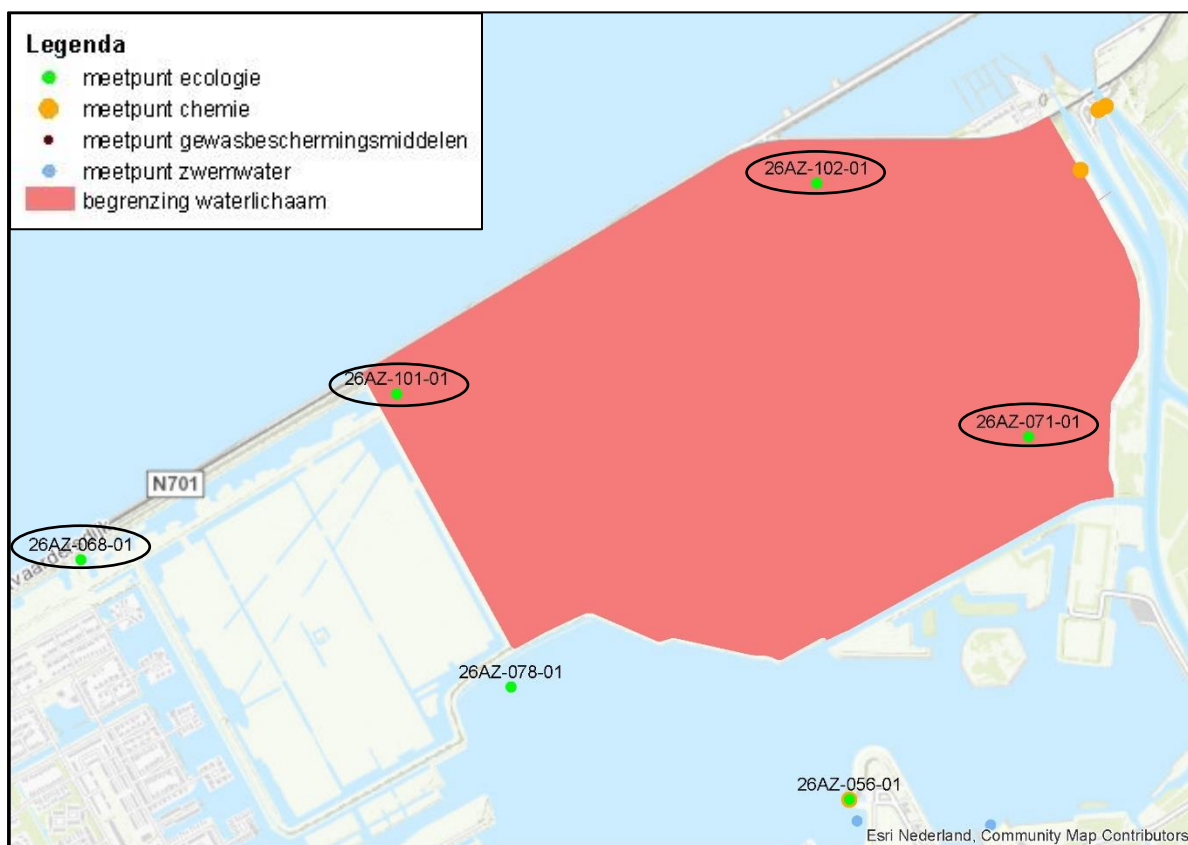 Legenda
meetpunt ecologie
meetpunt chemie
meetpunt gewasbeschermingsmiddelen
meetpunt zwemwater
begrenzing waterlichaam
26AZ-102-01
26AZ-101-01
26AZ-071-01
N701
vaardersdijk
26AZ-068-01
26AZ-078-01
26AZ-056-01
Esri Nederland, Community Map Contributors